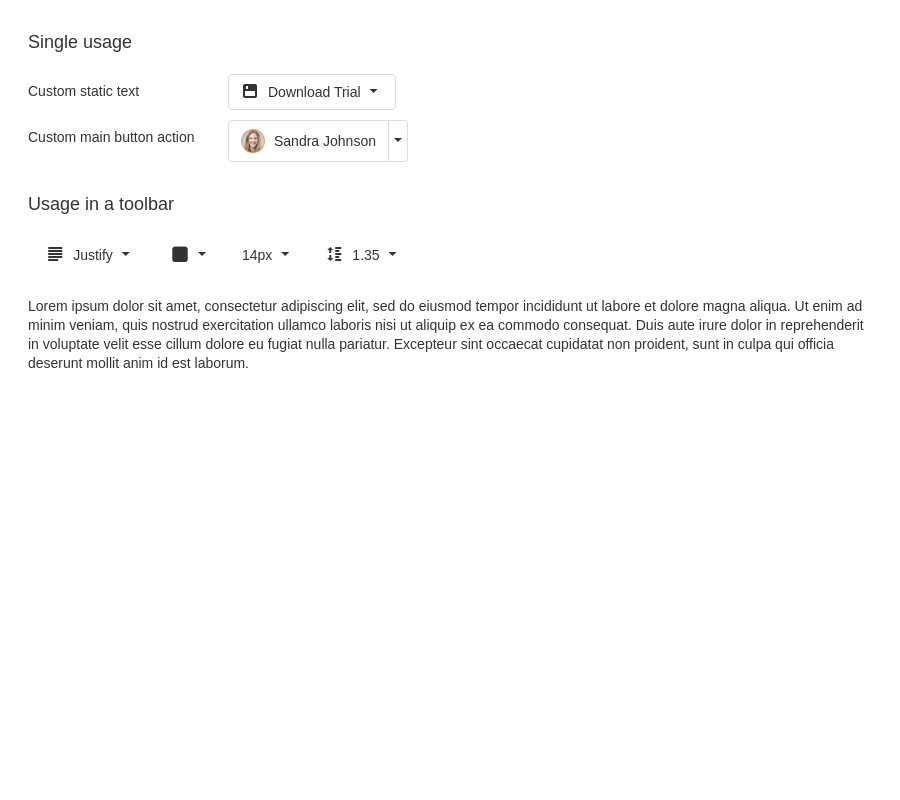 Single usage
Custom static text
Download Trial
Custom main button action
Sandra Johnson
Usage in a toolbar
Justify 14px 1.35
Lorem ipsum dolor sit amet, consectetur adipiscing elit, sed do eiusmod tempor incididunt ut labore et dolore magna aliqua. Ut enim ad
minim veniam, quis nostrud exercitation ullamco laboris nisi ut aliquip ex ea commodo consequat. Duis aute irure dolor in reprehenderit
in voluptate velit esse cillum dolore eu fugiat nulla pariatur. Excepteur sint occaecat cupidatat non proident, sunt in culpa qui officia
deserunt mollit anim id est laborum.